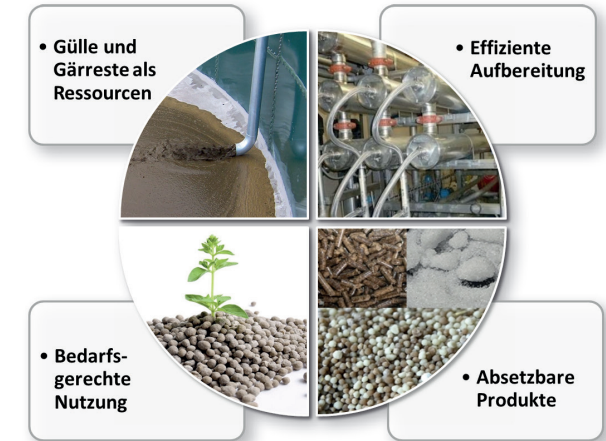 • Gülle und
Gärreste als
Ressourcen
• Effiziente
Aufbereitung
• Bedarfs-
gerechte
Nutzung
• Absetzbare
Produkte